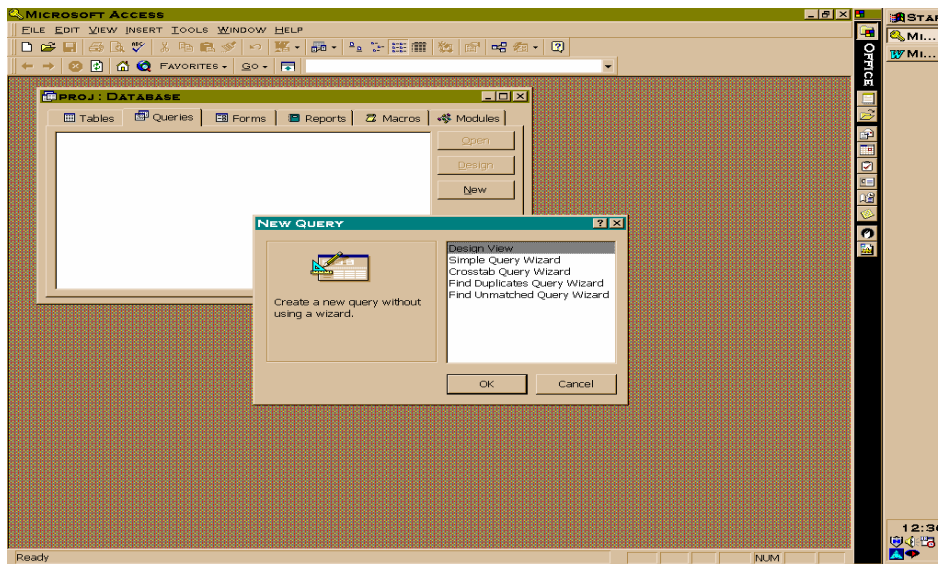 MICROSOFT ACCESS
FILE EDIT VIEW INSERT TOOLS WINDOW HELP
FAVORITES GO
PROJ : DATABASE
Tables Queries Forms Reports Macros Modules
Open
Design
New
NEW QUERY
Create a new query without
using a wizard.
Design View
Simple Query Wizard
Crosstab Query Wizard
Find Duplicates Query Wizard
Find Unmatched Query Wizard
OK Cancel
Ready NUM
OFFICE
STAR
MI...
MI...
12:30